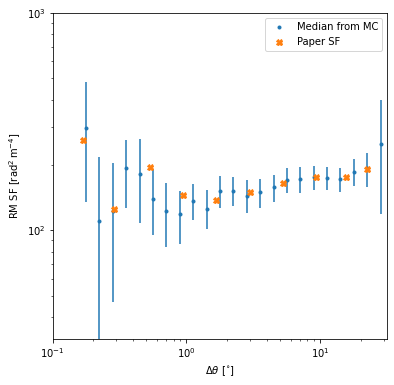 10³
Median from MC
Paper SF
RM SF [rad² m⁻⁴]
10²
10⁻¹ 10⁰ 10¹
Δθ [°]